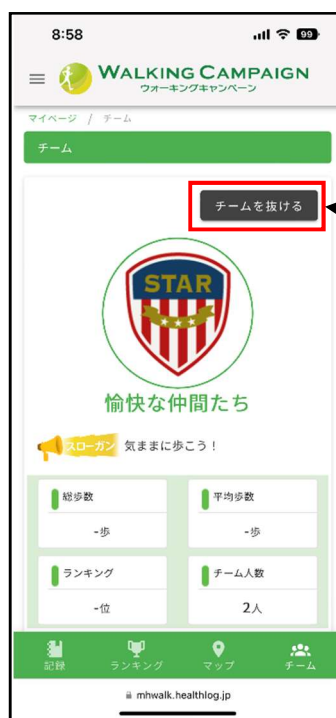 8:58
99
WALKING CAMPAIGN
ウオーキングキャンペーン
マイページ / チーム
チーム
チームを抜ける
STAR
愉快な仲間たち
スローガン 気ままに歩こう！
総歩数
平均歩数
-歩
-歩
ランキング
チーム人数
-位
2人
記録 ランキング マップ チーム
mhwalk.healthlog.jp